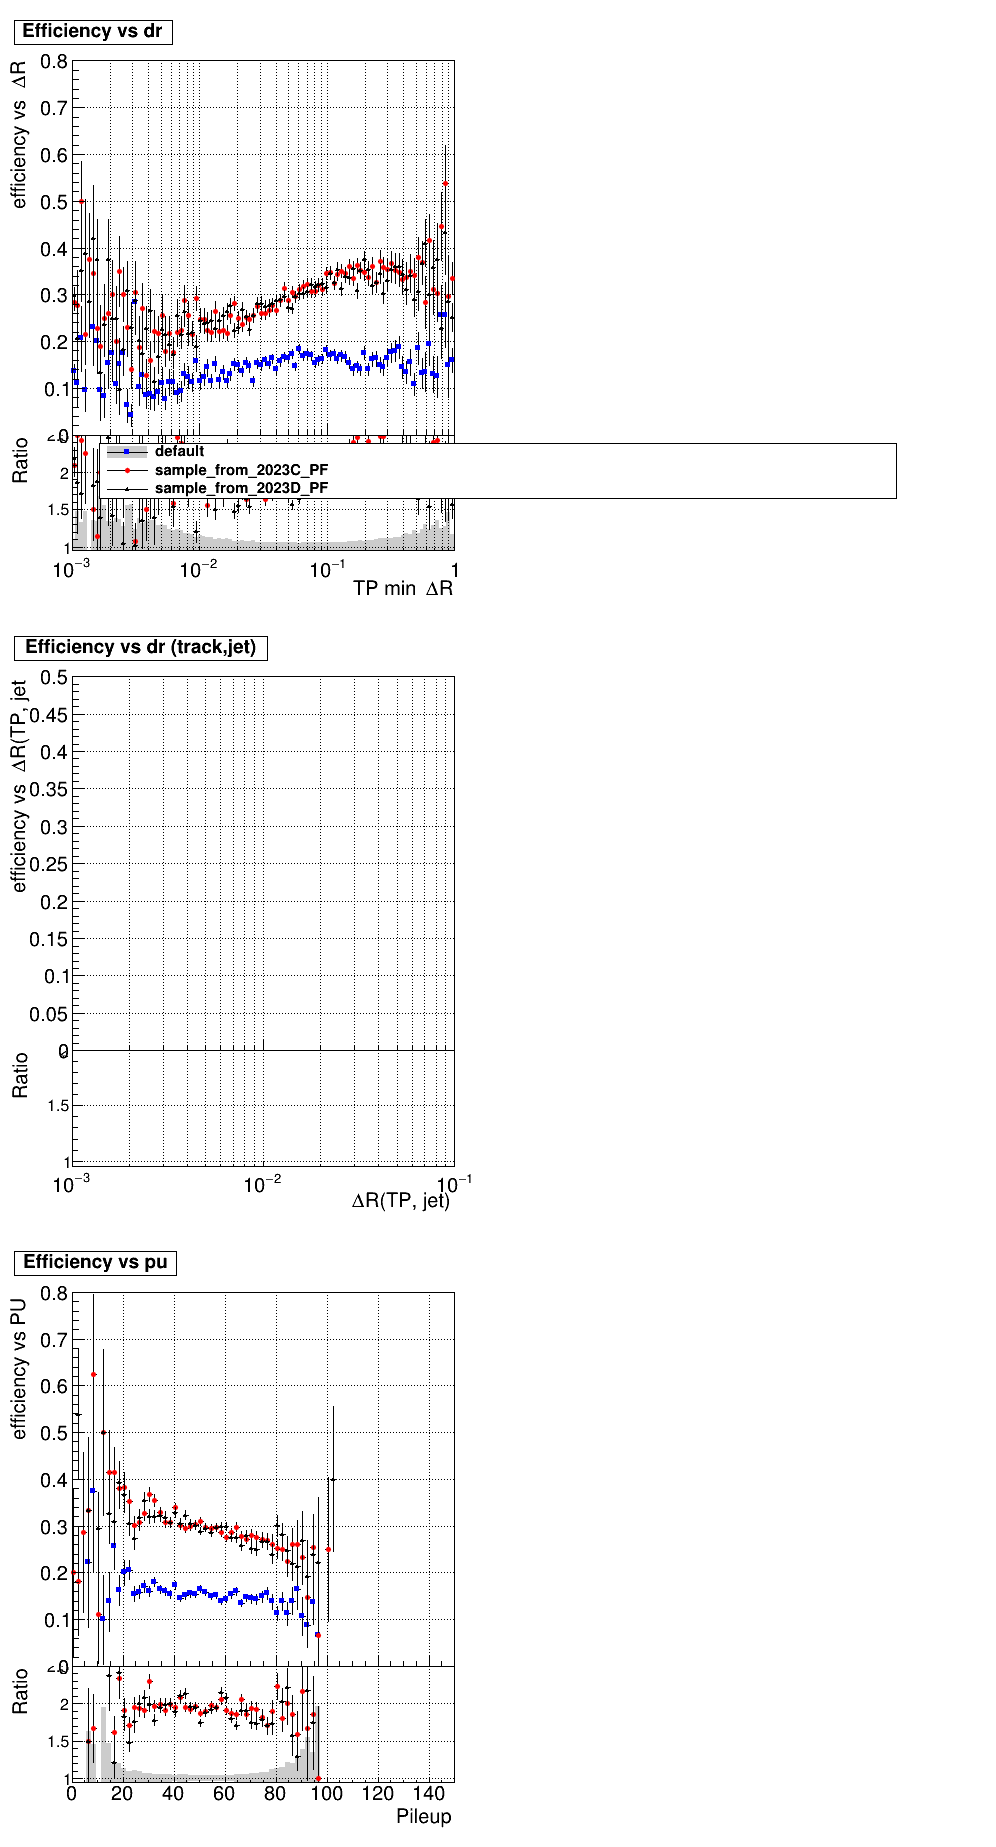 Efficiency vs dr
efficiency vs ΔR
0.8
0.7
0.6
0.5
0.4
0.3
0.2
0.1
0
Ratio
2
1.5
1
default
sample_from_2023C_PF
sample_from_2023D_PF
10−3 10−2 10−1 1
TP min ΔR
Efficiency vs dr (track,jet)
efficiency vs ΔR(TP, jet
0.5
0.45
0.4
0.35
0.3
0.25
0.2
0.15
0.1
0.05
0
Ratio
1.5
1
10−3 10−2 10−1
ΔR(TP, jet)
Efficiency vs pu
efficiency vs PU
0.8
0.7
0.6
0.5
0.4
0.3
0.2
0.1
0
Ratio
2
1.5
1
0 20 40 60 80 100 120 140
Pileup